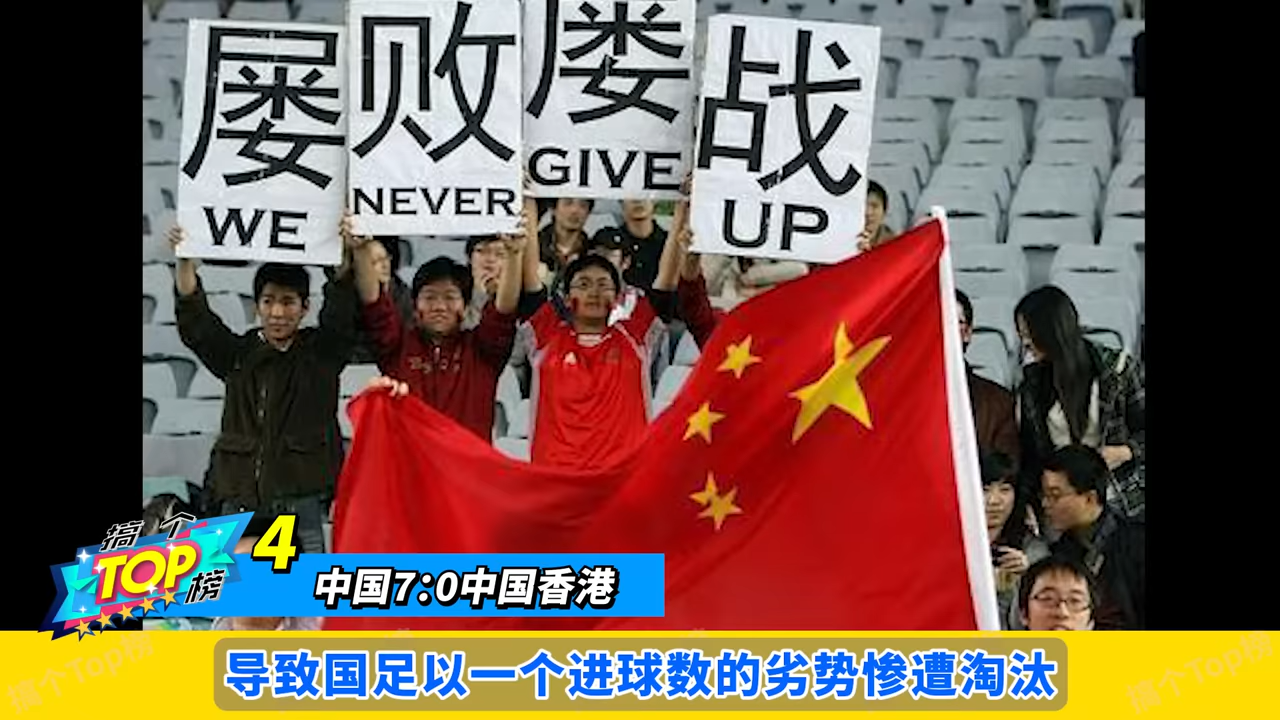 屡败屡战
WE NEVER GIVE UP
搞个
TOP
榜
4
中国7:0中国香港
导致国足以一个进球数的劣势惨遭淘汰
搞个Top榜
搞个Top榜